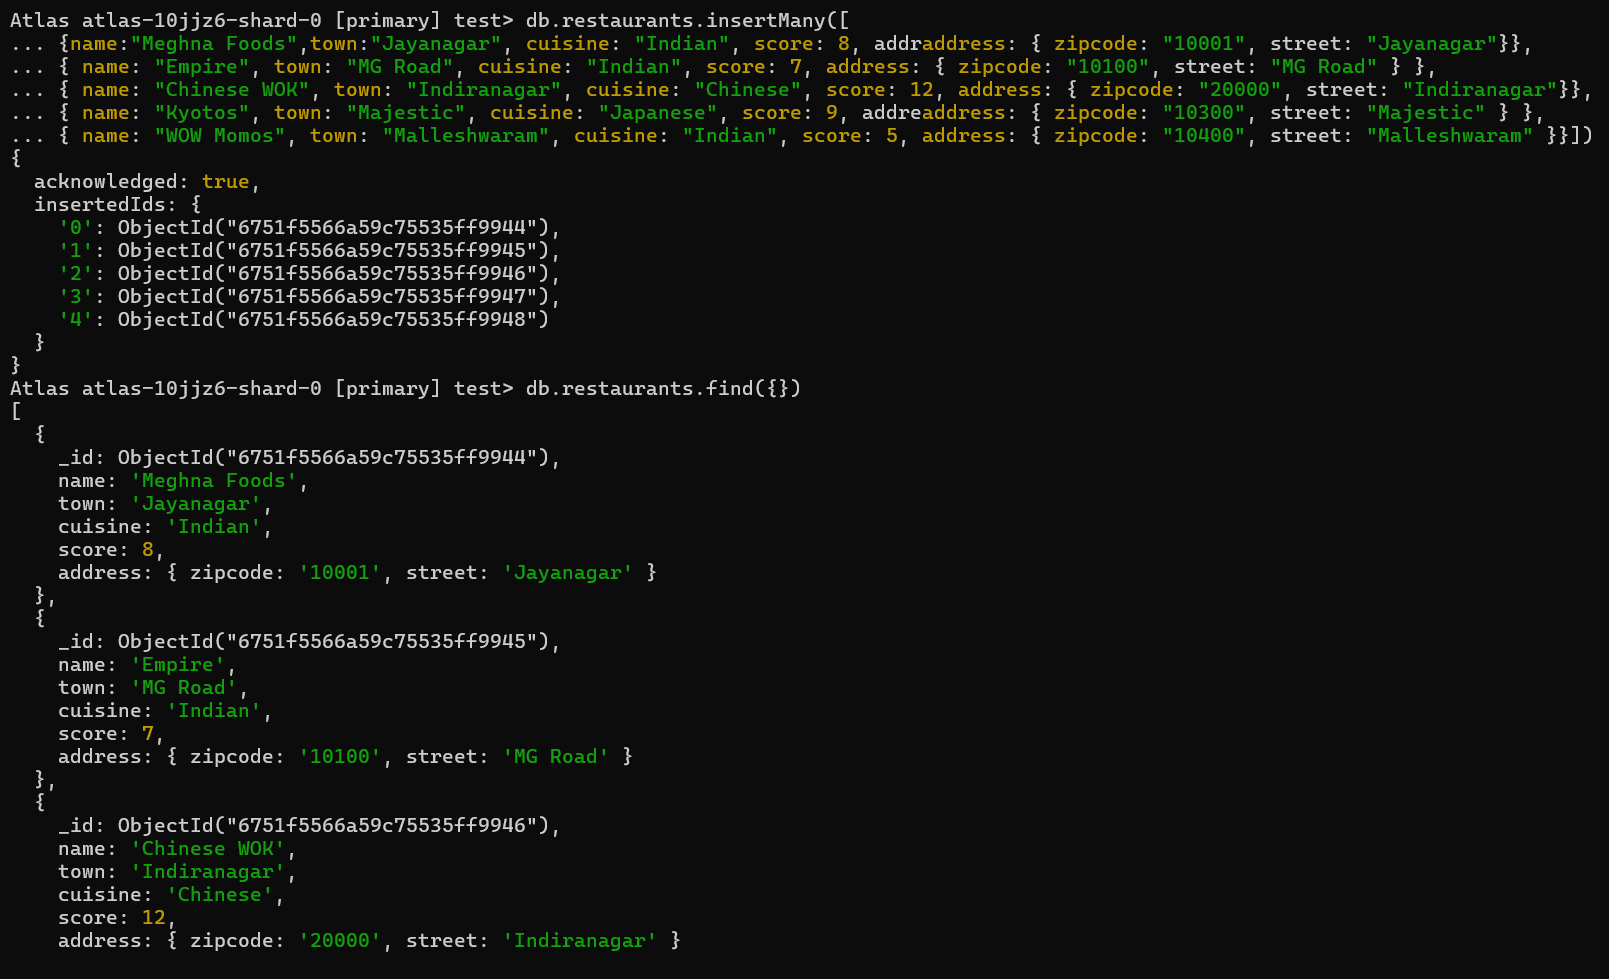 Atlas atlas-10jjz6-shard-0 [primary] test> db.restaurants.insertMany([
... {name:"Meghna Foods",town:"Jayanagar", cuisine: "Indian", score: 8, addraddress: { zipcode: "10001", street: "Jayanagar"}},
... { name: "Empire", town: "MG Road", cuisine: "Indian", score: 7, address: { zipcode: "10100", street: "MG Road" } },
... { name: "Chinese WOK", town: "Indiranagar", cuisine: "Chinese", score: 12, address: { zipcode: "20000", street: "Indiranagar"}},
... { name: "Kyotos", town: "Majestic", cuisine: "Japanese", score: 9, addreaddress: { zipcode: "10300", street: "Majestic" } },
... { name: "WOW Momos", town: "Malleshwaram", cuisine: "Indian", score: 5, address: { zipcode: "10400", street: "Malleshwaram" }}])
{
  acknowledged: true,
  insertedIds: {
    '0': ObjectId("6751f5566a59c75535ff9944"),
    '1': ObjectId("6751f5566a59c75535ff9945"),
    '2': ObjectId("6751f5566a59c75535ff9946"),
    '3': ObjectId("6751f5566a59c75535ff9947"),
    '4': ObjectId("6751f5566a59c75535ff9948")
  }
}
Atlas atlas-10jjz6-shard-0 [primary] test> db.restaurants.find({})
[
  {
    _id: ObjectId("6751f5566a59c75535ff9944"),
    name: 'Meghna Foods',
    town: 'Jayanagar',
    cuisine: 'Indian',
    score: 8,
    address: { zipcode: '10001', street: 'Jayanagar' }
  },
  {
    _id: ObjectId("6751f5566a59c75535ff9945"),
    name: 'Empire',
    town: 'MG Road',
    cuisine: 'Indian',
    score: 7,
    address: { zipcode: '10100', street: 'MG Road' }
  },
  {
    _id: ObjectId("6751f5566a59c75535ff9946"),
    name: 'Chinese WOK',
    town: 'Indiranagar',
    cuisine: 'Chinese',
    score: 12,
    address: { zipcode: '20000', street: 'Indiranagar' }